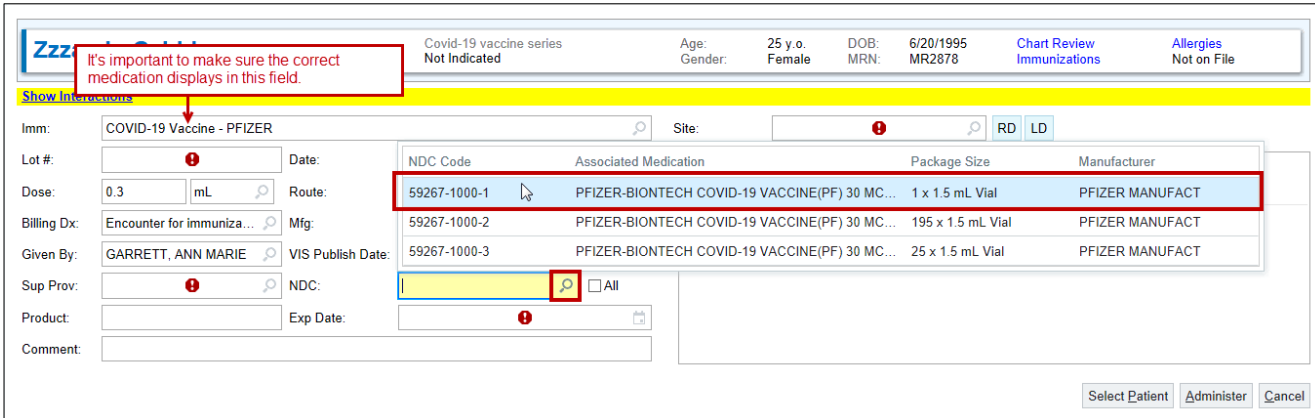 Zzz
It's important to make sure the correct
medication displays in this field.
Covid-19 vaccine series
Not Indicated
Age: 25 y.o. DOB: 6/20/1995 Chart Review Allergies
Gender: Female MRN: MR2878 Immunizations Not on File
Show Interactions
Imm: COVID-19 Vaccine - PFIZER Site: RD LD
Lot #: Date:
Dose: 0.3 mL Route:
Billing Dx: Encounter for immuniza... Mfg:
Given By: GARRETT, ANN MARIE VIS Publish Date:
NDC Code Associated Medication Package Size Manufacturer
59267-1000-1 PFIZER-BIONTECH COVID-19 VACCINE(PF) 30 MC... 1 x 1.5 mL Vial PFIZER MANUFACT
59267-1000-2 PFIZER-BIONTECH COVID-19 VACCINE(PF) 30 MC... 195 x 1.5 mL Vial PFIZER MANUFACT
59267-1000-3 PFIZER-BIONTECH COVID-19 VACCINE(PF) 30 MC... 25 x 1.5 mL Vial PFIZER MANUFACT
Sup Prov: NDC: All
Product: Exp Date:
Comment:
Select Patient Administer Cancel